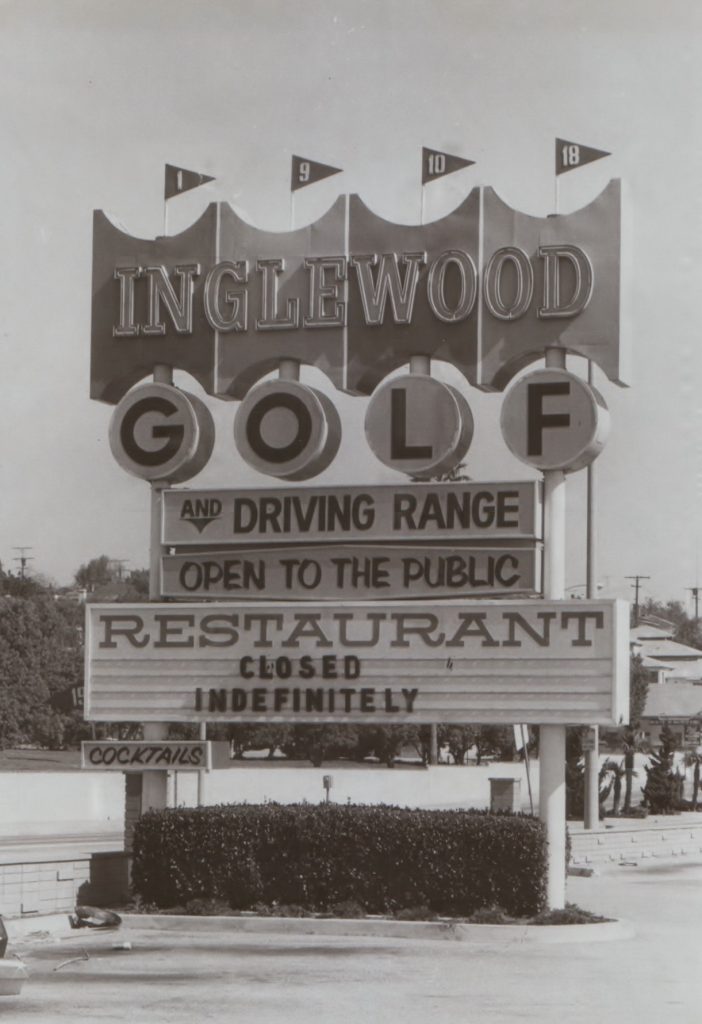 1 9 10 18
INGLEWOOD
GOLF
AND DRIVING RANGE
OPEN TO THE PUBLIC
RESTAURANT
CLOSED
INDEFINITELY
COCKTAILS